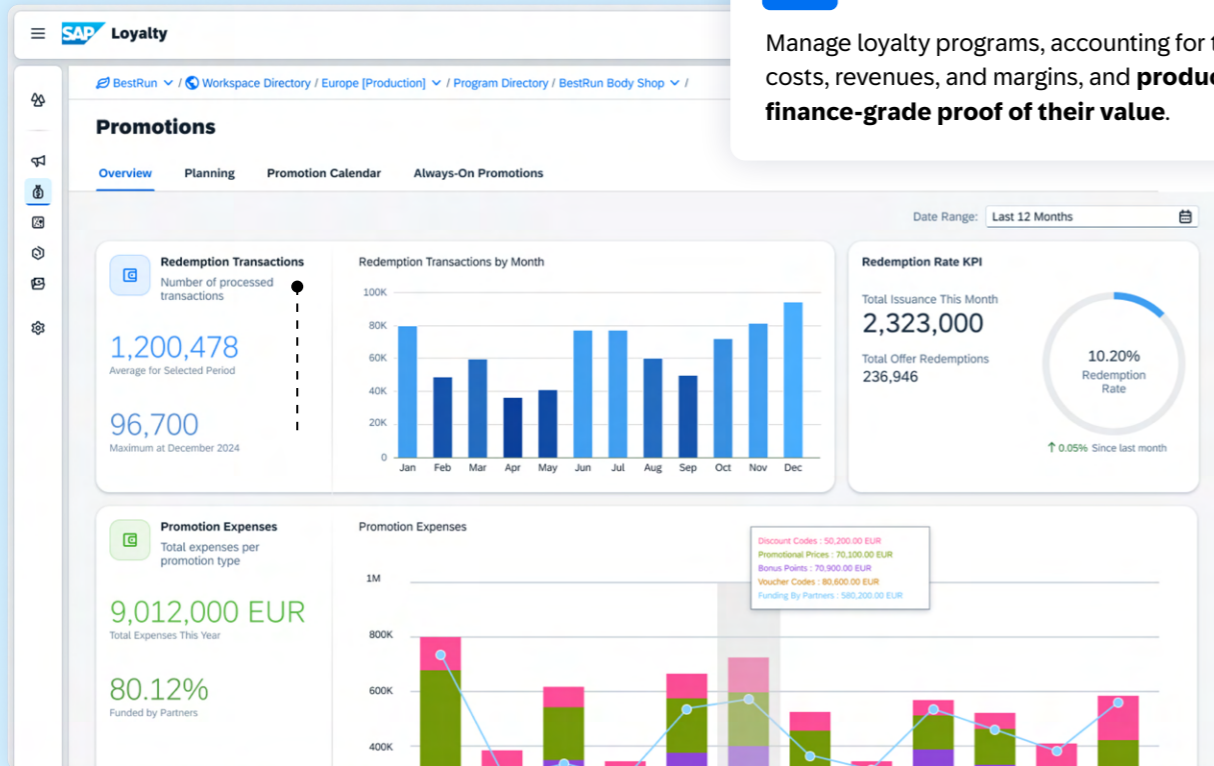 SAP Loyalty
Manage loyalty programs, accounting for
costs, revenues, and margins, and
finance-grade proof of their value.
BestRun / Workspace Directory / Europe [Production] / Program Directory / BestRun Body Shop /
Promotions
Overview Planning Promotion Calendar Always-On Promotions
Date Range: Last 12 Months
Redemption Transactions
Number of processed
transactions
1,200,478
Average for Selected Period
96,700
Maximum at December 2024
Redemption Transactions by Month
100K
80K
60K
40K
20K
0
Jan Feb Mar Apr May Jun Jul Aug Sep Oct Nov Dec
Redemption Rate KPI
Total Issuance This Month
2,323,000
Total Offer Redemptions
236,946
10.20%
Redemption
Rate
↑ 0.05% Since last month
Promotion Expenses
Total expenses per
promotion type
9,012,000 EUR
Total Expenses This Year
80.12%
Funded by Partners
Promotion Expenses
Discount Codes : 50,200.00 EUR
Promotional Prices : 70,100.00 EUR
Bonus Points : 70,900.00 EUR
Voucher Codes : 80,600.00 EUR
Funding By Partners : 580,200.00 EUR
1M
800K
600K
400K